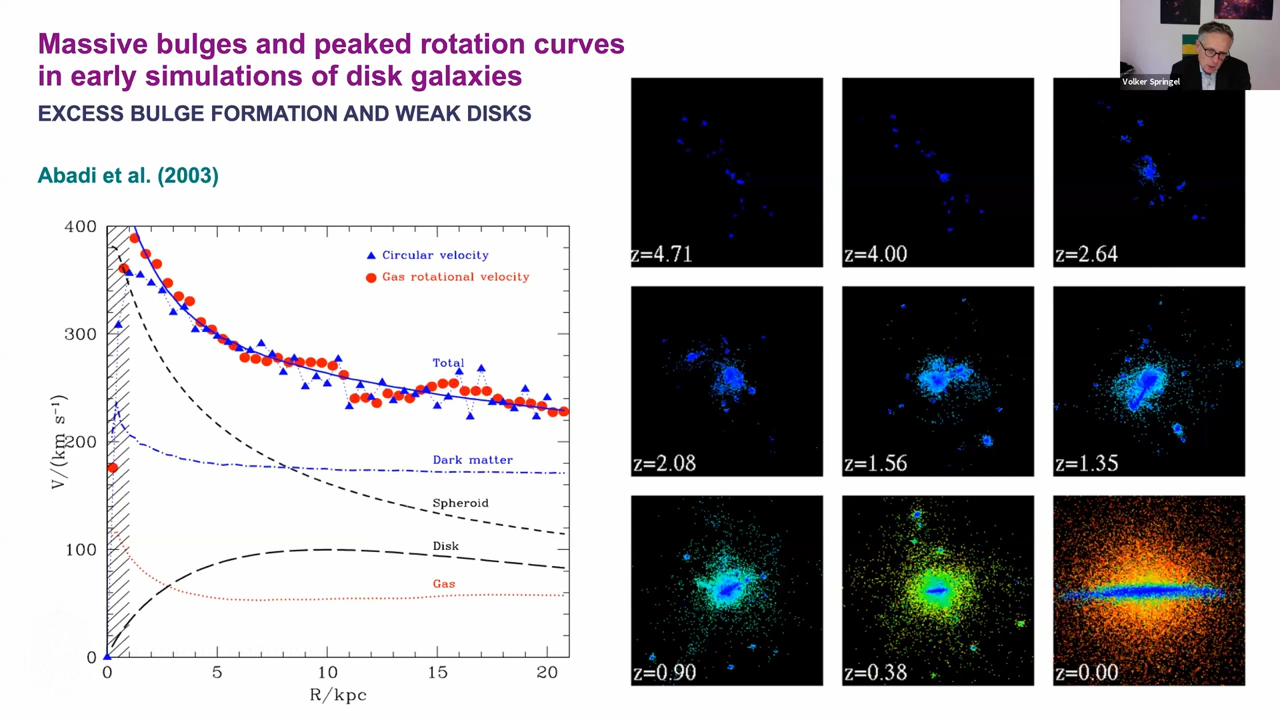 Massive bulges and peaked rotation curves
in early simulations of disk galaxies
EXCESS BULGE FORMATION AND WEAK DISKS
Abadi et al. (2003)
Volker Springel
400
300
200
100
0
V/(km s⁻¹)
Circular velocity
Gas rotational velocity
Total
Dark matter
Spheroid
Disk
Gas
0 5 10 15 20
R/kpc
z=4.71
z=4.00
z=2.64
z=2.08
z=1.56
z=1.35
z=0.90
z=0.38
z=0.00